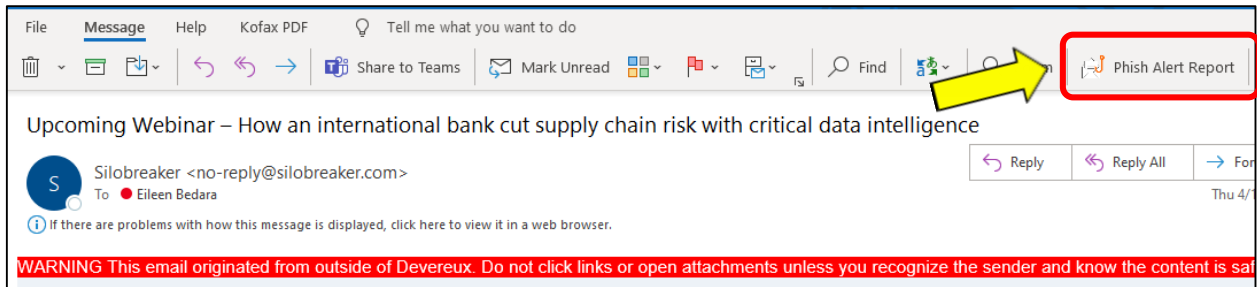 File Message Help Kofax PDF Tell me what you want to do
Share to Teams Mark Unread Find Phish Alert Report
Upcoming Webinar – How an international bank cut supply chain risk with critical data intelligence
S Silobreaker <no-reply@silobreaker.com>
To Eileen Bedara
Reply Reply All
Thu 4/1
If there are problems with how this message is displayed, click here to view it in a web browser.
WARNING This email originated from outside of Devereux. Do not click links or open attachments unless you recognize the sender and know the content is saf